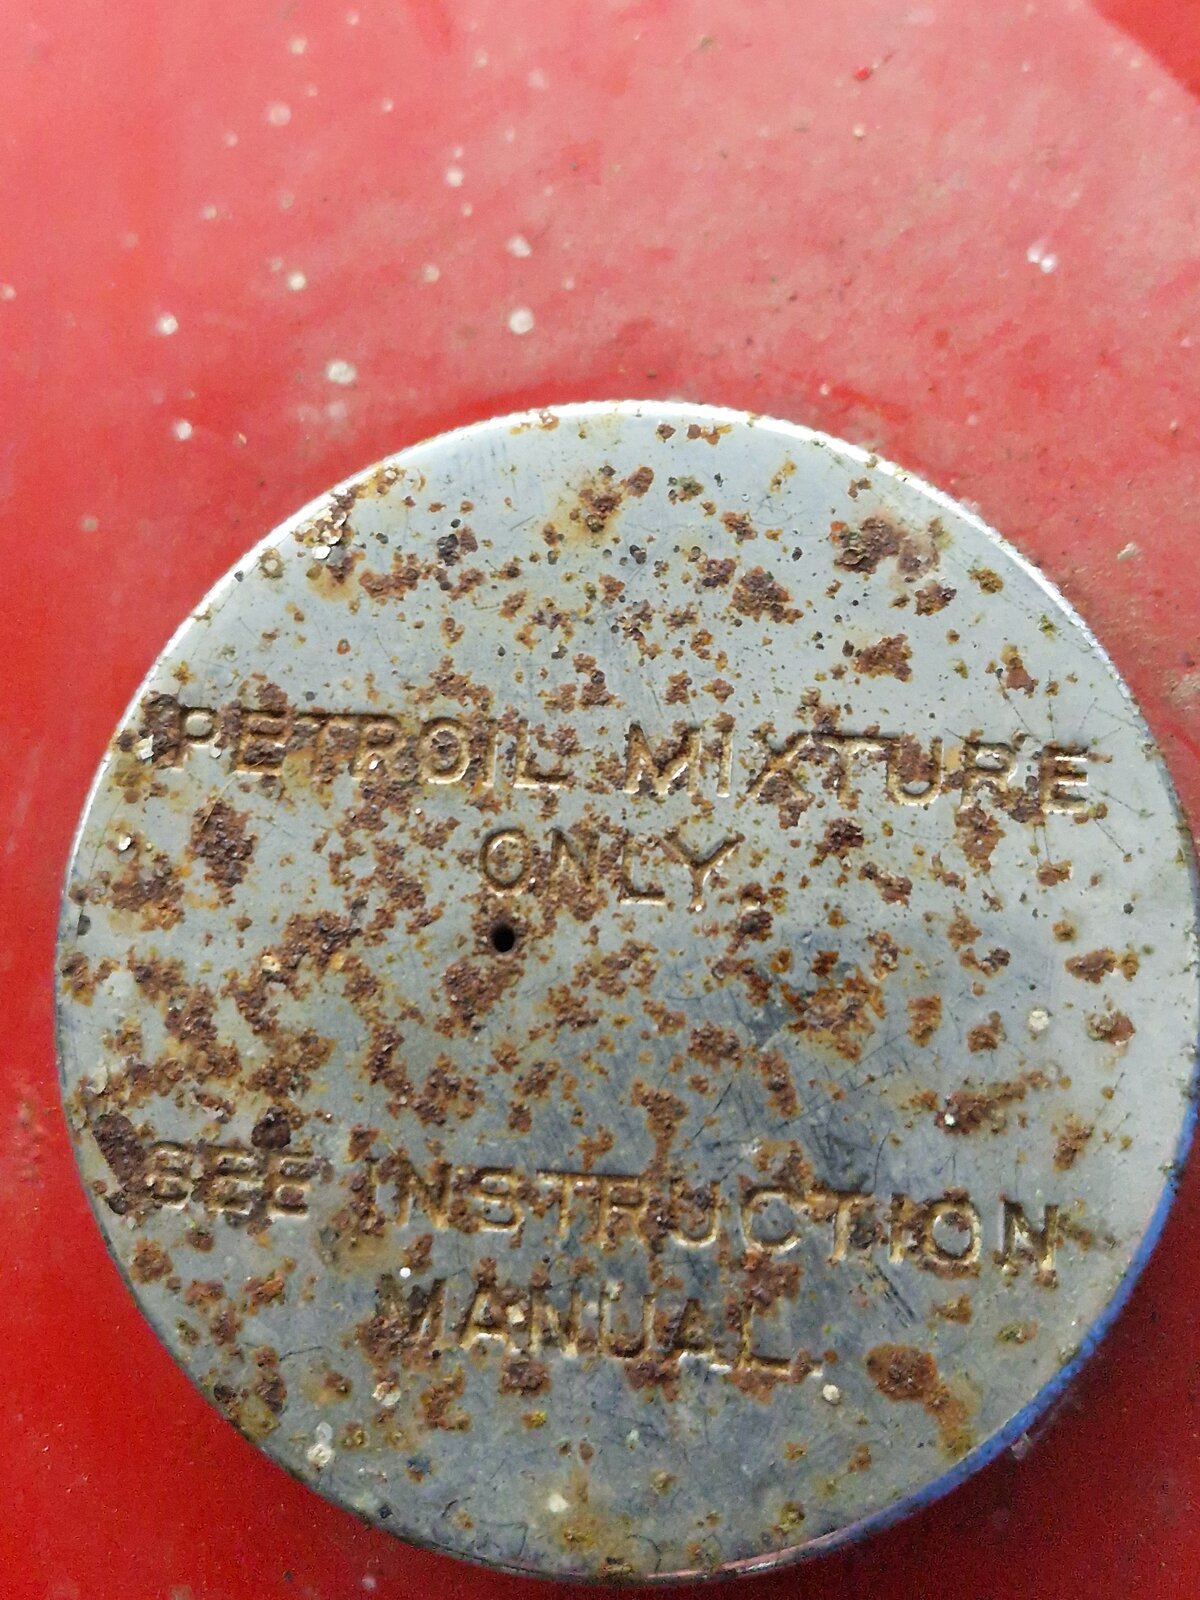 PETROIL MIXTURE
ONLY.
SEE INSTRUCTION
MANUAL.